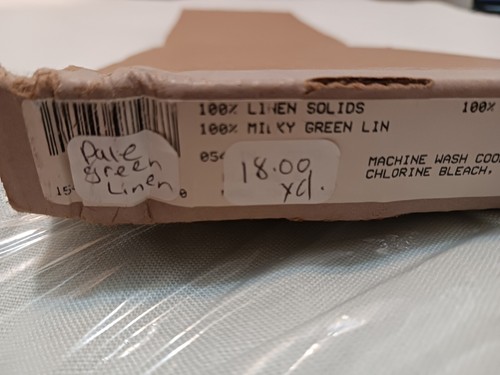 100% LINEN SOLIDS
100%
100% MILKY GREEN LIN
Pale
green
Linen
18.00
yd.
MACHINE WASH COO
CHLORINE BLEACH,